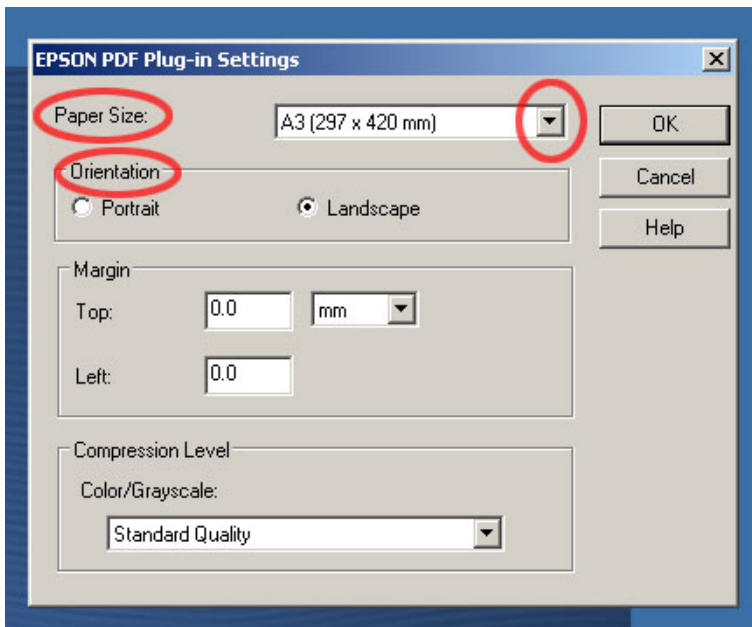 EPSON PDF Plug-in Settings
Paper Size: A3 (297 x 420 mm) OK
Orientation Cancel
Portrait Landscape Help
Margin
Top: 0.0 mm
Left: 0.0
Compression Level
Color/Grayscale:
Standard Quality